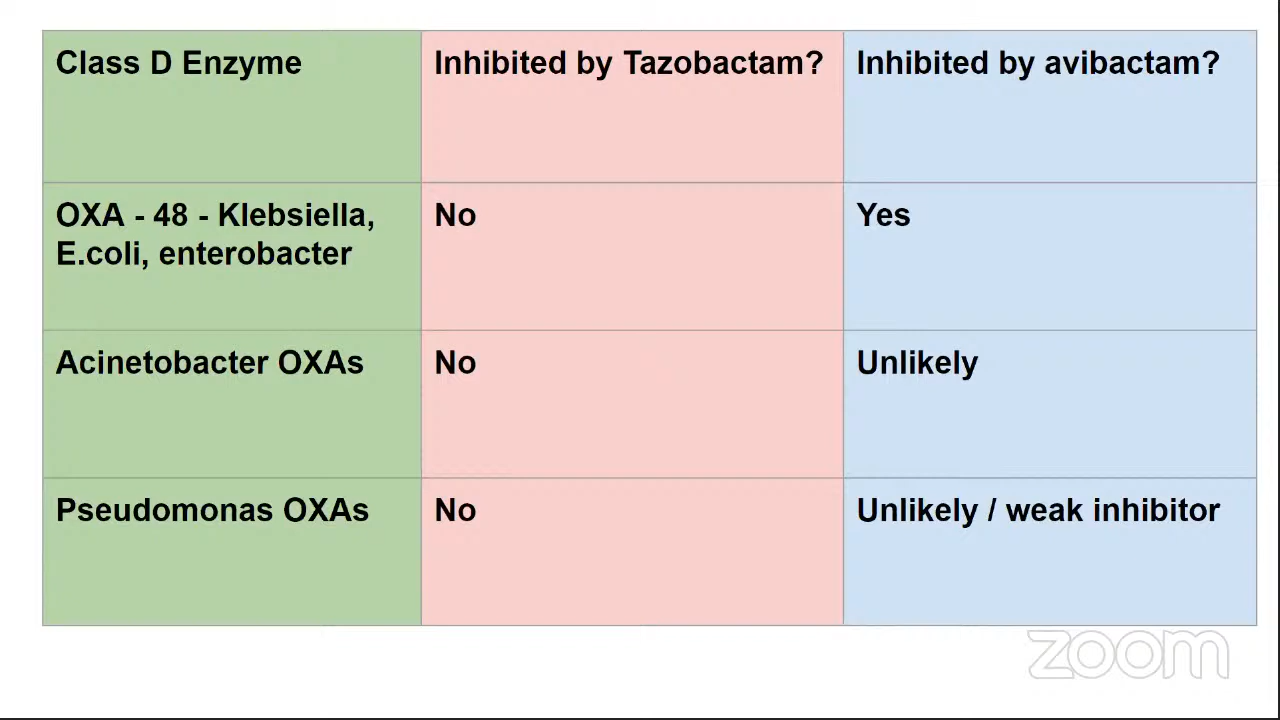 Class D Enzyme
Inhibited by Tazobactam?
Inhibited by avibactam?
OXA - 48 - Klebsiella,
E.coli, enterobacter
No
Yes
Acinetobacter OXAs
No
Unlikely
Pseudomonas OXAs
No
Unlikely / weak inhibitor
zoom